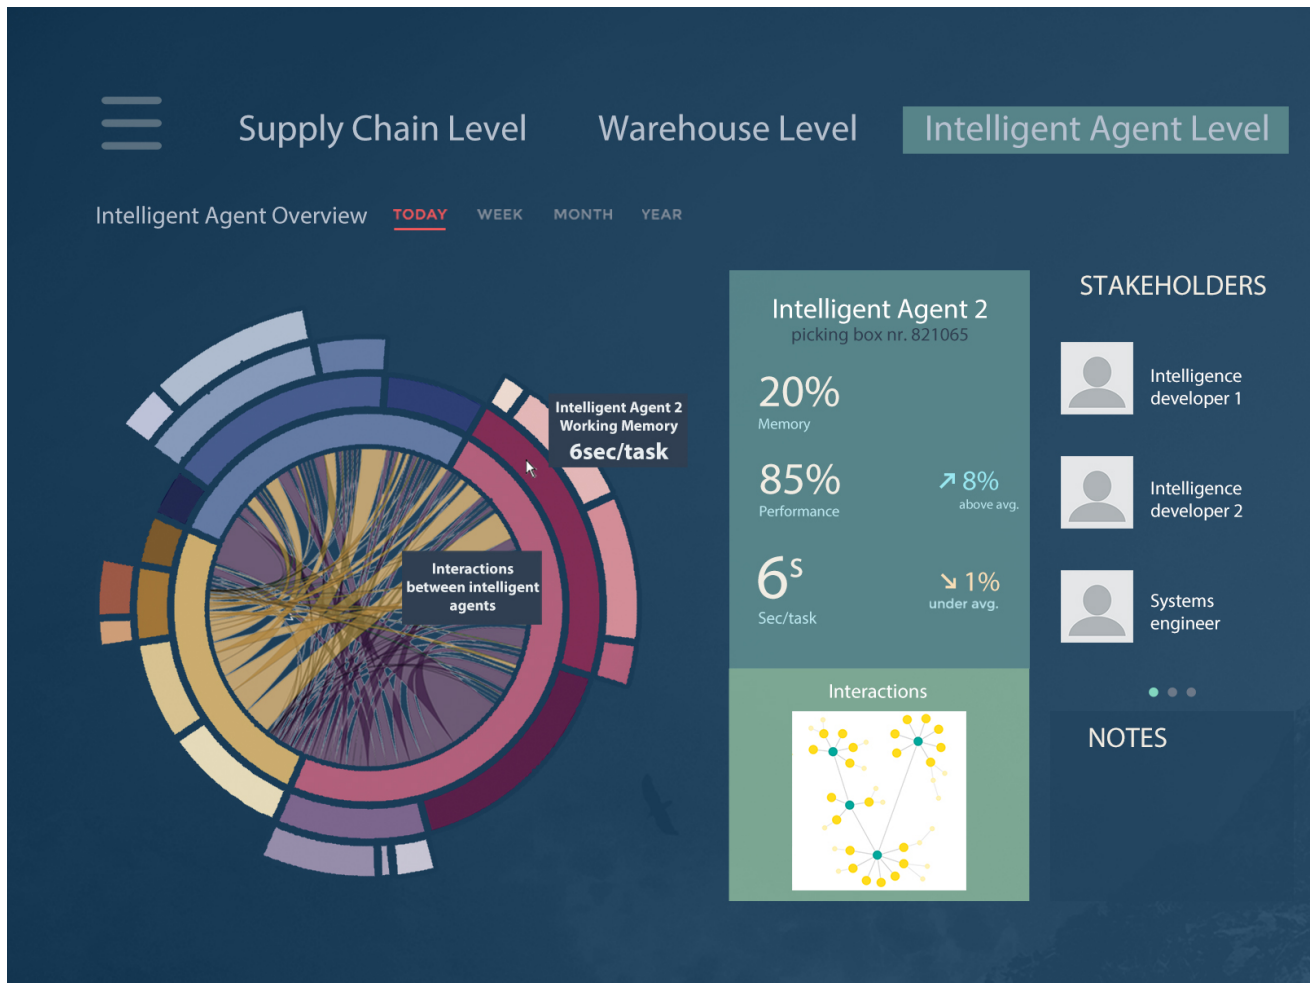 Supply Chain Level
Warehouse Level
Intelligent Agent Level
Intelligent Agent Overview
TODAY
WEEK
MONTH
YEAR
Intelligent Agent 2
Working Memory
6sec/task
Interactions
between intelligent
agents
Intelligent Agent 2
picking box nr. 821065
20%
Memory
85%
Performance
8%
above avg.
6s
Sec/task
1%
under avg.
Interactions
STAKEHOLDERS
Intelligence
developer 1
Intelligence
developer 2
Systems
engineer
NOTES